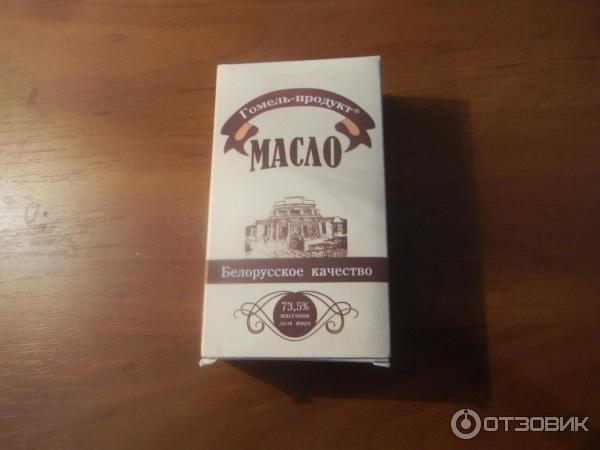 Гомель-продукт®
МАСЛО
Белорусское качество
73,5%
массовая
доля жира
ОТЗОВИК